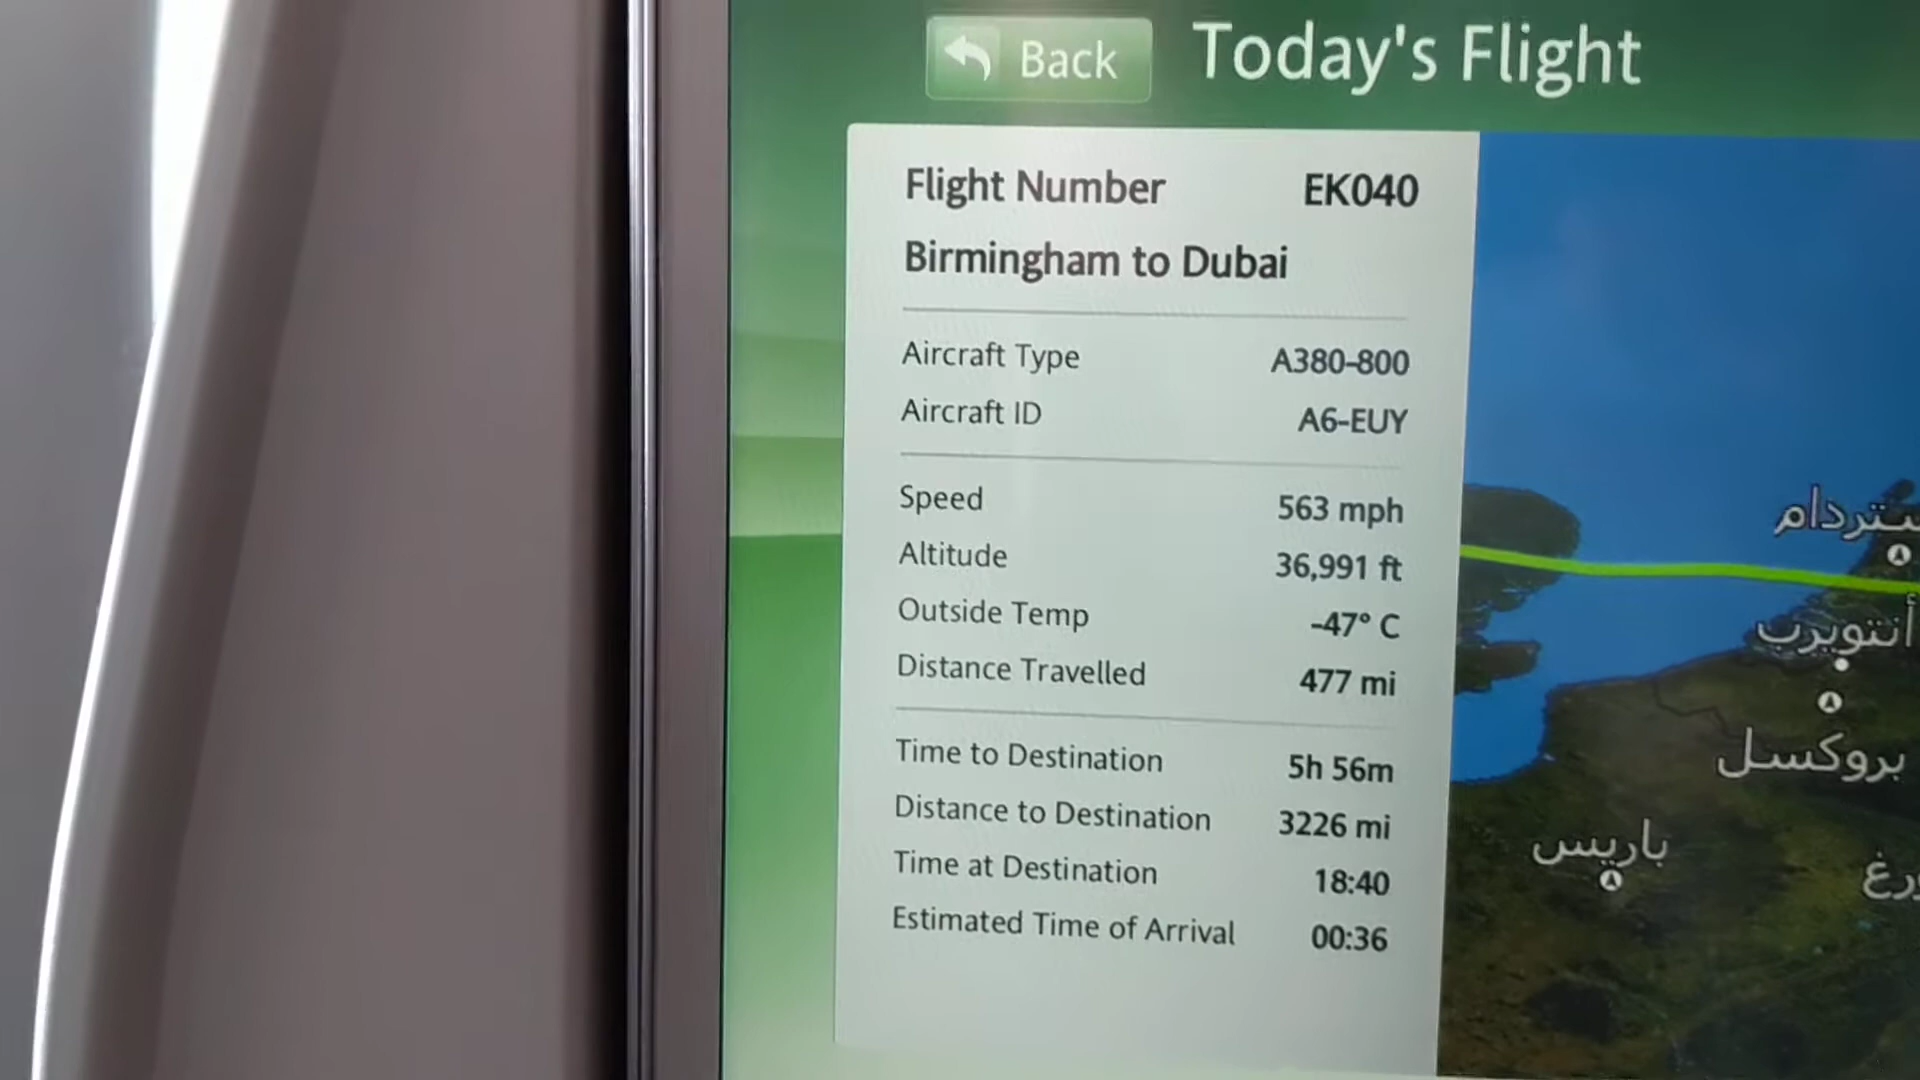 Back
Today's Flight
Flight Number EK040
Birmingham to Dubai
Aircraft Type A380-800
Aircraft ID A6-EUY
Speed 563 mph
Altitude 36,991 ft
Outside Temp -47° C
Distance Travelled 477 mi
Time to Destination 5h 56m
Distance to Destination 3226 mi
Time at Destination 18:40
Estimated Time of Arrival 00:36
أنتويرب
بروكسل
باريس